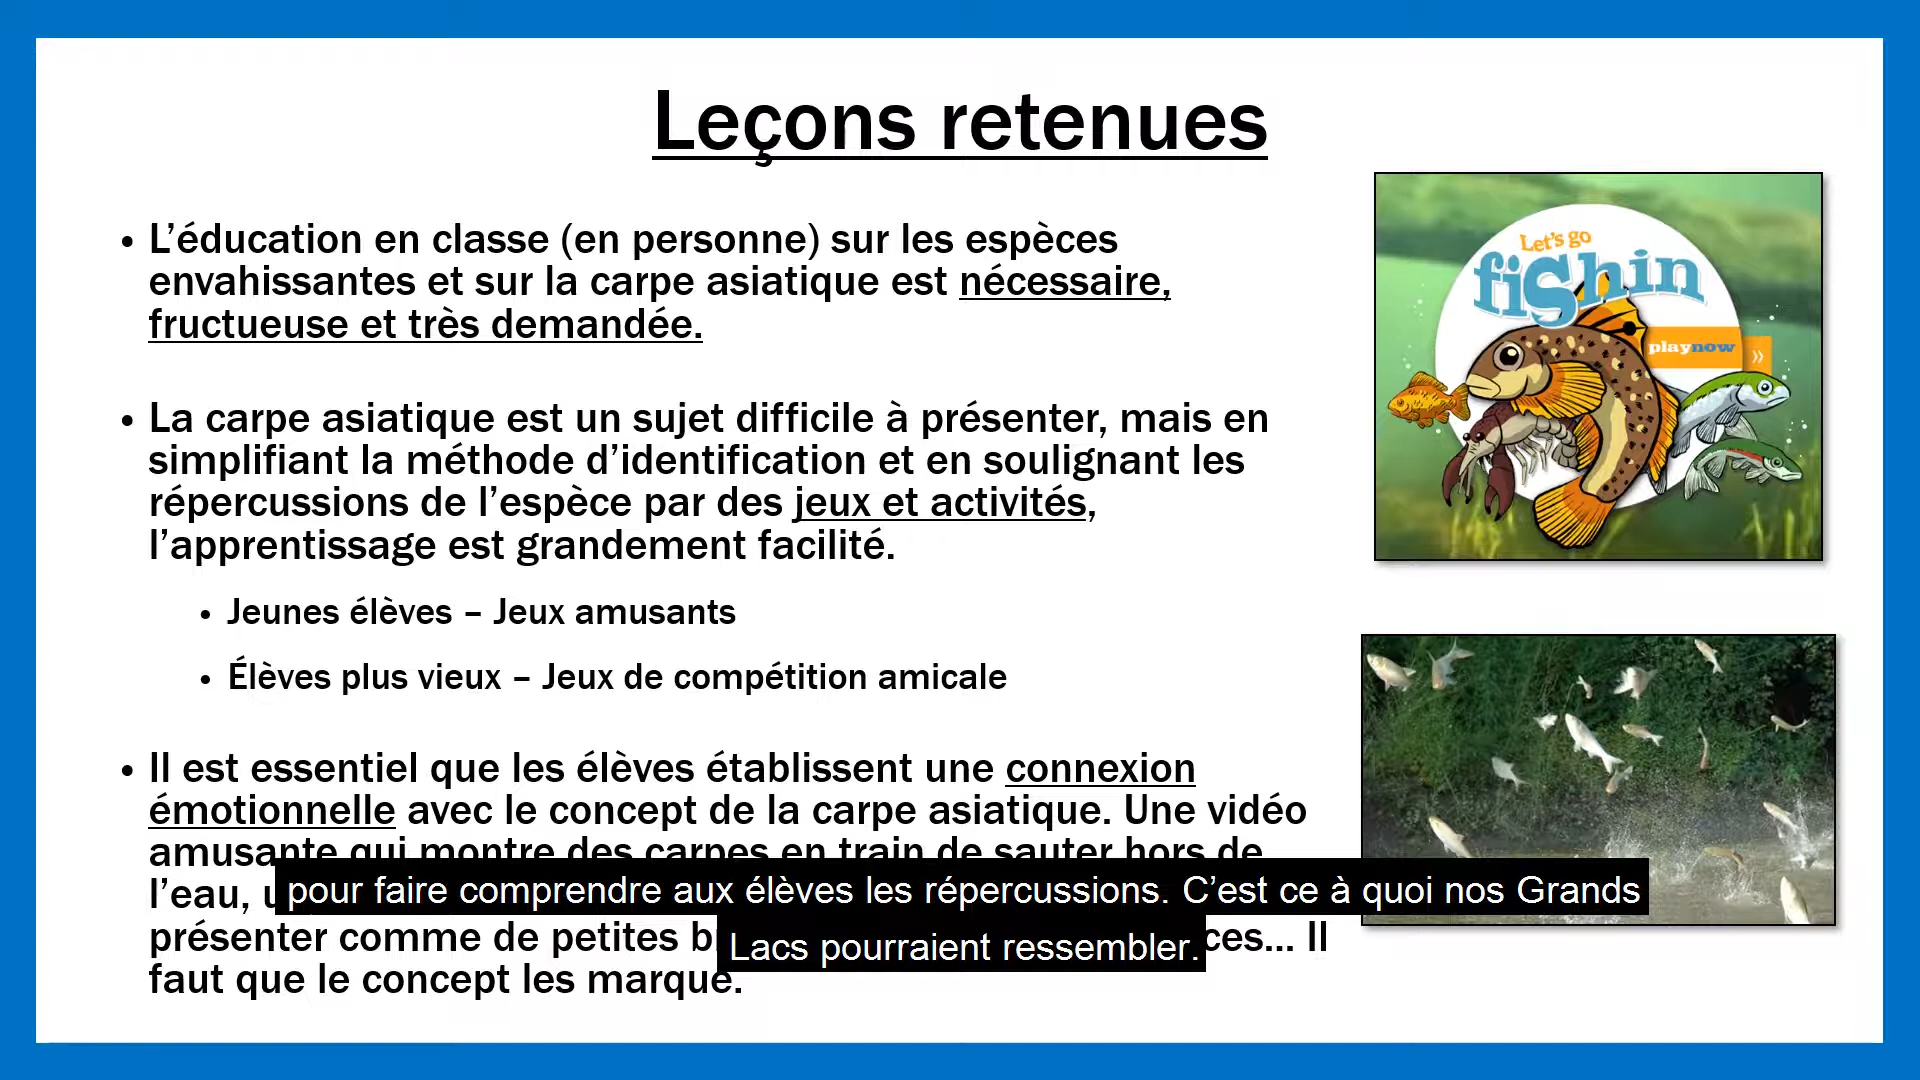 Leçons retenues
• L’éducation en classe (en personne) sur les espèces
envahissantes et sur la carpe asiatique est nécessaire,
fructueuse et très demandée.
• La carpe asiatique est un sujet difficile à présenter, mais en
simplifiant la méthode d’identification et en soulignant les
répercussions de l’espèce par des jeux et activités,
l’apprentissage est grandement facilité.
• Jeunes élèves – Jeux amusants
• Élèves plus vieux – Jeux de compétition amicale
• Il est essentiel que les élèves établissent une connexion
émotionnelle avec le concept de la carpe asiatique. Une vidéo
amusante qui montre des carpes en train de sauter hors de
l’eau,
présenter comme de petites
Il
faut que le concept les marque.
Let's go
fishin
playnow »
pour faire comprendre aux élèves les répercussions. C’est ce à quoi nos Grands
Lacs pourraient ressembler.